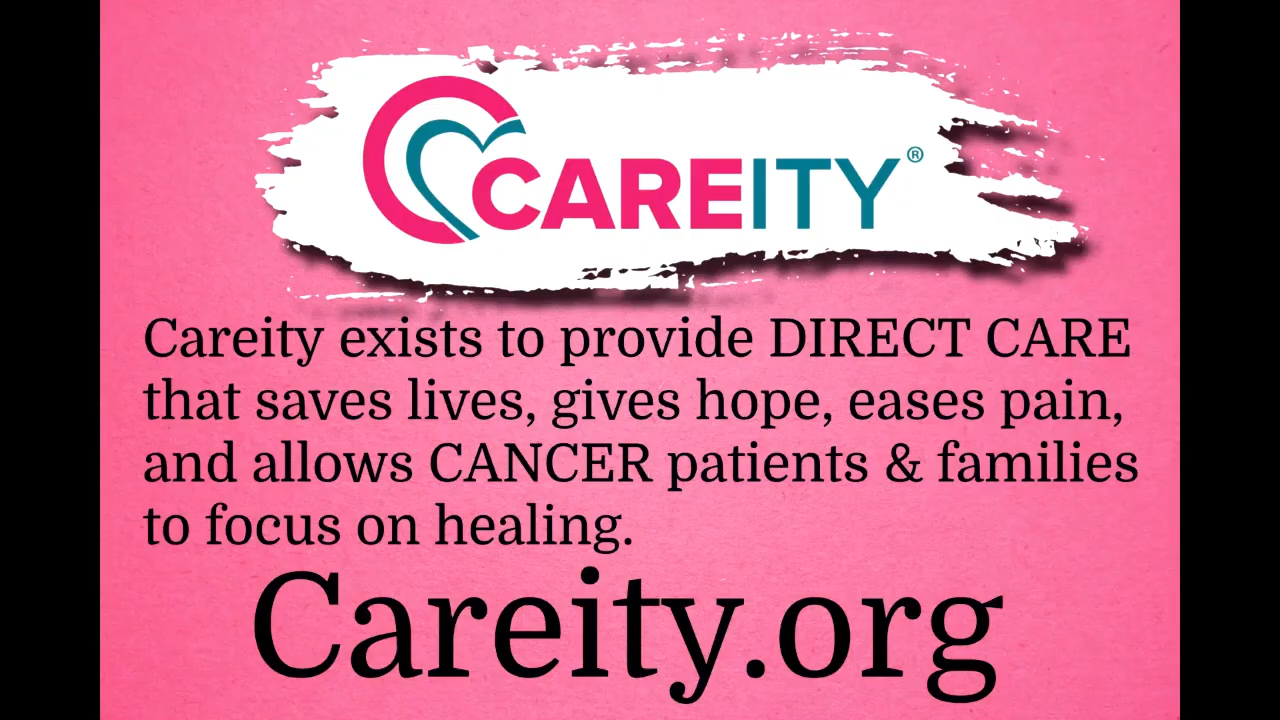 CAREITY®
Careity exists to provide DIRECT CARE
that saves lives, gives hope, eases pain,
and allows CANCER patients & families
to focus on healing.
Careity.org